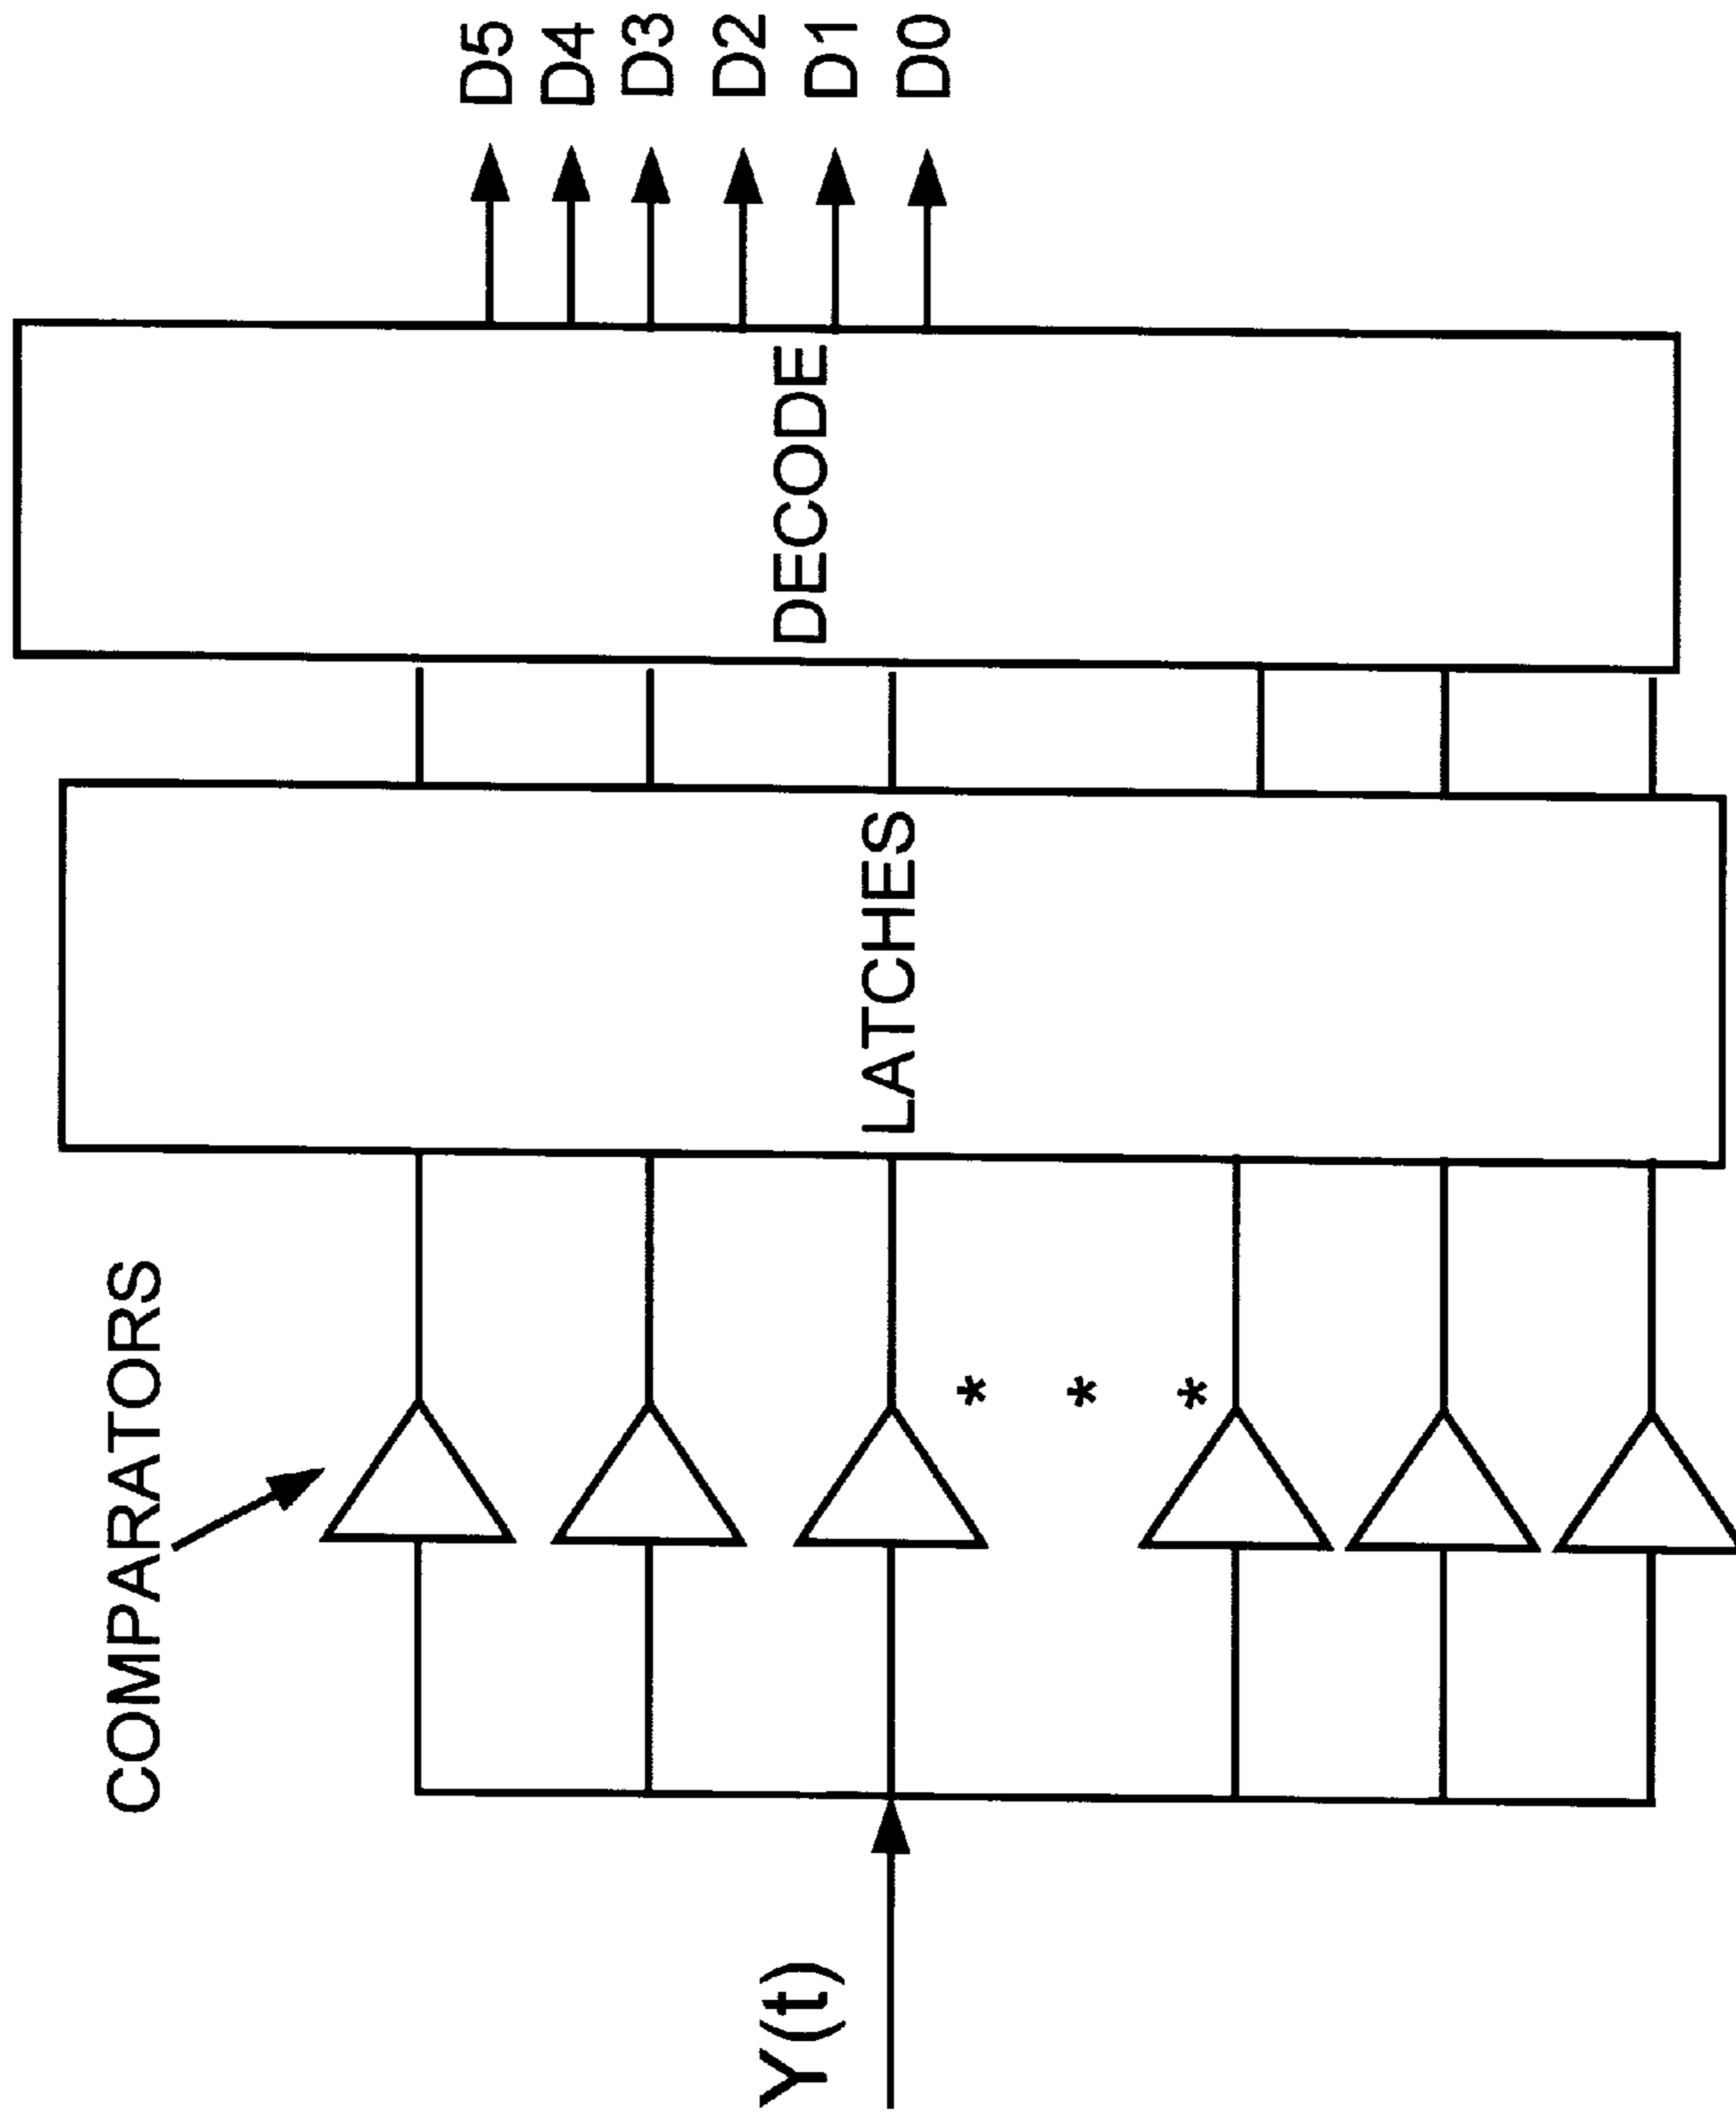 COMPARATORS
Y(t)
* * *
LATCHES
DECODE
D5
D4
D3
D2
D1
D0